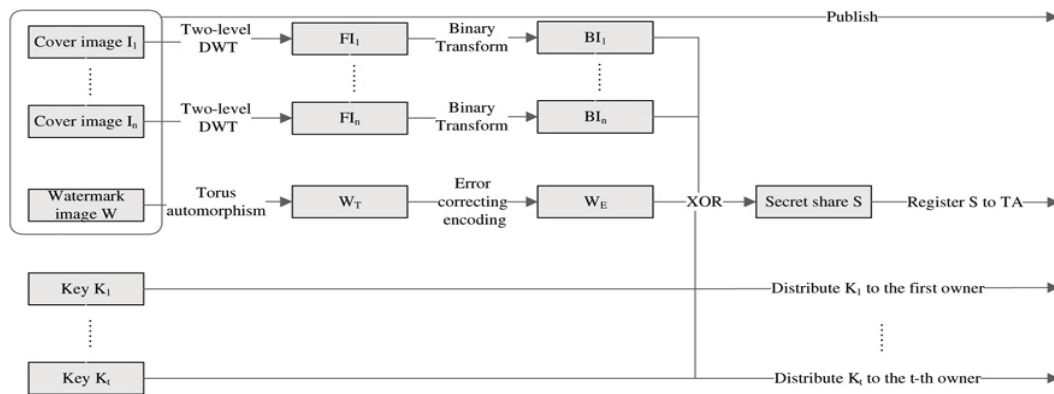 Publish
Cover image I₁
Two-level
DWT
FI₁
Binary
Transform
BI₁
Cover image Iₙ
Two-level
DWT
FIₙ
Binary
Transform
BIₙ
Watermark
image W
Torus
automorphism
W_T
Error
correcting
encoding
W_E
XOR
Secret share S
Register S to TA
Key K₁
Distribute K₁ to the first owner
Key Kₜ
Distribute Kₜ to the t-th owner